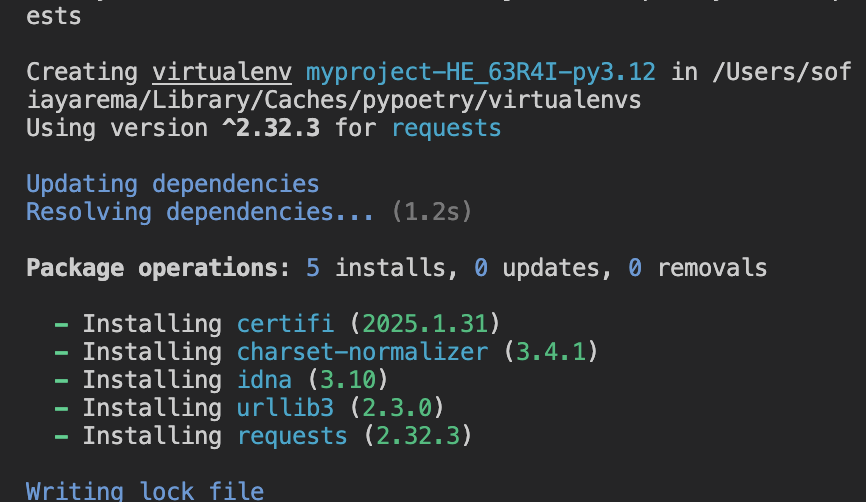 ests
Creating virtualenv myproject-HE_63R4I-py3.12 in /Users/sof
iayarema/Library/Caches/pypoetry/virtualenvs
Using version ^2.32.3 for requests
Updating dependencies
Resolving dependencies... (1.2s)
Package operations: 5 installs, 0 updates, 0 removals
- Installing certifi (2025.1.31)
- Installing charset-normalizer (3.4.1)
- Installing idna (3.10)
- Installing urllib3 (2.3.0)
- Installing requests (2.32.3)
Writing lock file